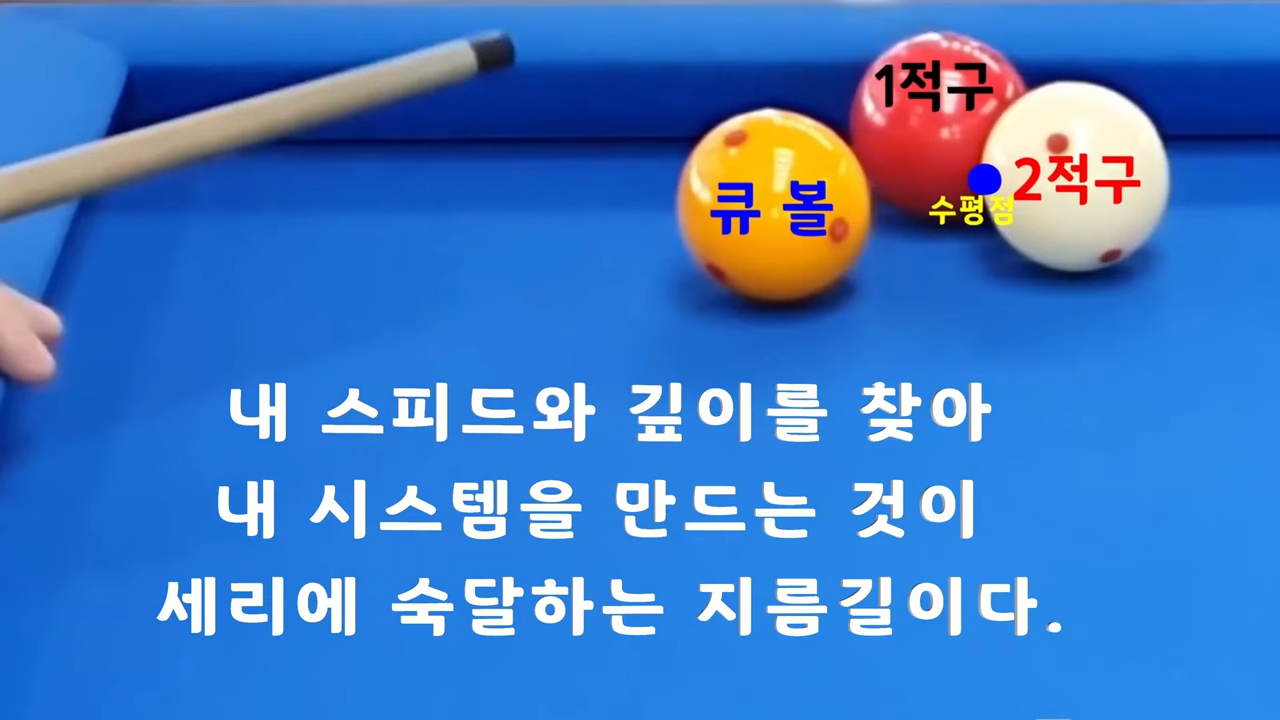 1적구
2적구
큐 볼
수평점
내 스피드와 깊이를 찾아
내 시스템을 만드는 것이
세리에 숙달하는 지름길이다.